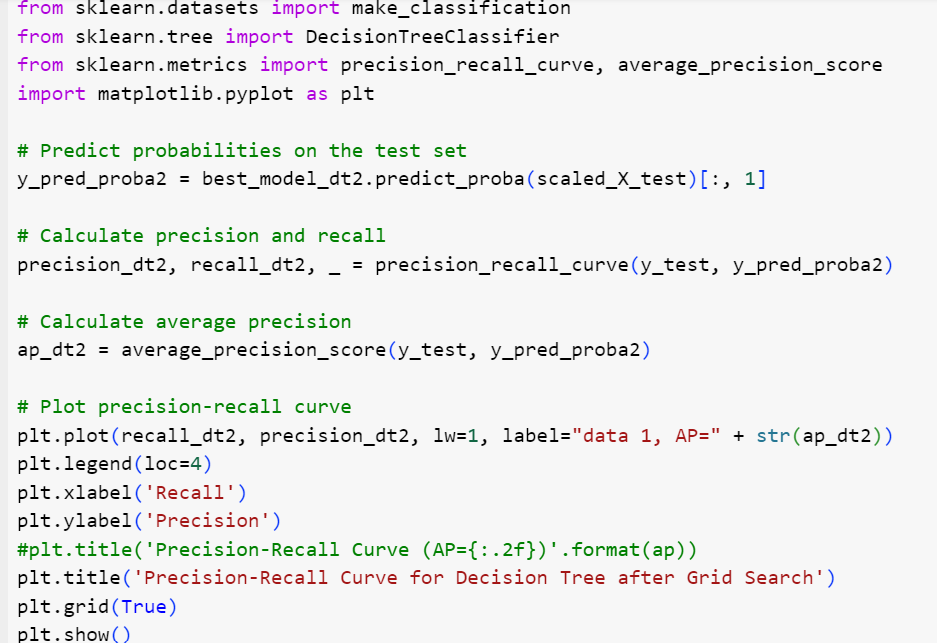 from sklearn.datasets import make_classification
from sklearn.tree import DecisionTreeClassifier
from sklearn.metrics import precision_recall_curve, average_precision_score
import matplotlib.pyplot as plt
# Predict probabilities on the test set
y_pred_proba2 = best_model_dt2.predict_proba(scaled_X_test)[:, 1]
# Calculate precision and recall
precision_dt2, recall_dt2, _ = precision_recall_curve(y_test, y_pred_proba2)
# Calculate average precision
ap_dt2 = average_precision_score(y_test, y_pred_proba2)
# Plot precision-recall curve
plt.plot(recall_dt2, precision_dt2, lw=1, label="data 1, AP=" + str(ap_dt2))
plt.legend(loc=4)
plt.xlabel('Recall')
plt.ylabel('Precision')
#plt.title('Precision-Recall Curve (AP={:.2f})'.format(ap))
plt.title('Precision-Recall Curve for Decision Tree after Grid Search')
plt.grid(True)
plt.show()